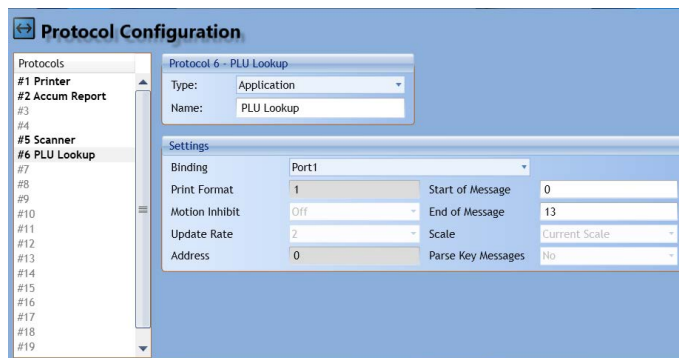 Protocol Configuration
Protocols
#1 Printer
#2 Accum Report
#3
#4
#5 Scanner
#6 PLU Lookup
#7
#8
#9
#10
#11
#12
#13
#14
#15
#16
#17
#18
#19
Protocol 6 - PLU Lookup
Type: Application
Name: PLU Lookup
Settings
Binding Port1
Print Format 1 Start of Message 0
Motion Inhibit Off End of Message 13
Update Rate 2 Scale Current Scale
Address 0 Parse Key Messages No